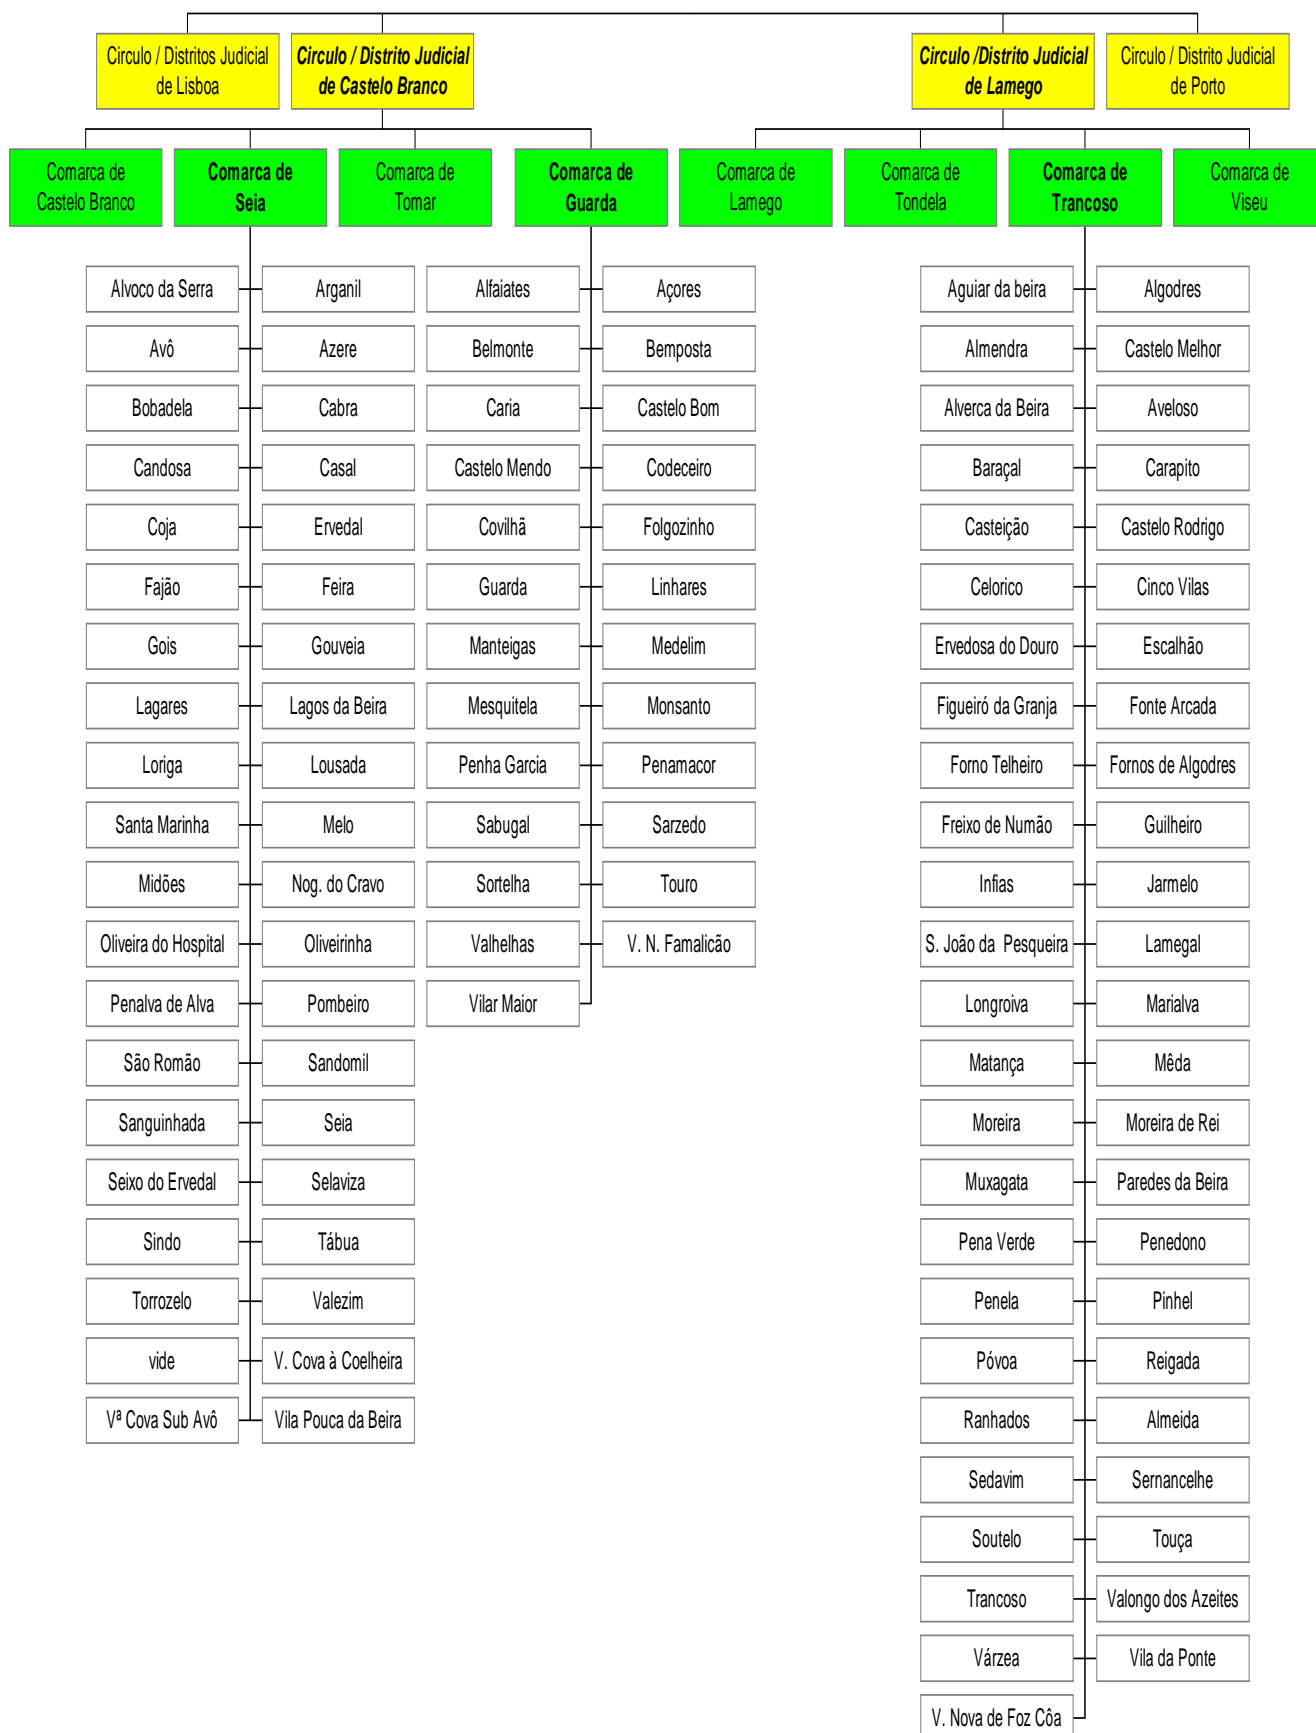 Circulo / Distritos Judicial
de Lisboa
Circulo / Distrito Judicial
de Castelo Branco
Circulo /Distrito Judicial
de Lamego
Circulo / Distrito Judicial
de Porto
Comarca de
Castelo Branco
Comarca de
Seia
Comarca de
Tomar
Comarca de
Guarda
Comarca de
Lamego
Comarca de
Tondela
Comarca de
Trancoso
Comarca de
Viseu
Alvoco da Serra
Arganil
Avô
Azere
Bobadela
Cabra
Candosa
Casal
Coja
Ervedal
Fajão
Feira
Gois
Gouveia
Lagares
Lagos da Beira
Loriga
Lousada
Santa Marinha
Melo
Midões
Nog. do Cravo
Oliveira do Hospital
Oliveirinha
Penalva de Alva
Pombeiro
São Romão
Sandomil
Sanguinhada
Seia
Seixo do Ervedal
Selaviza
Sindo
Tábua
Torrozelo
Valezim
vide
V. Cova à Coelheira
Vª Cova Sub Avô
Vila Pouca da Beira
Alfaiates
Açores
Belmonte
Bemposta
Caria
Castelo Bom
Castelo Mendo
Codeceiro
Covilhã
Folgozinho
Guarda
Linhares
Manteigas
Medelim
Mesquitela
Monsanto
Penha Garcia
Penamacor
Sabugal
Sarzedo
Sortelha
Touro
Valhelhas
V. N. Famalicão
Vilar Maior
Aguiar da beira
Algodres
Almendra
Castelo Melhor
Alverca da Beira
Aveloso
Baraçal
Carapito
Casteição
Castelo Rodrigo
Celorico
Cinco Vilas
Ervedosa do Douro
Escalhão
Figueiró da Granja
Fonte Arcada
Forno Telheiro
Fornos de Algodres
Freixo de Numão
Guilheiro
Infias
Jarmelo
S. João da Pesqueira
Lamegal
Longroiva
Marialva
Matança
Mêda
Moreira
Moreira de Rei
Muxagata
Paredes da Beira
Pena Verde
Penedono
Penela
Pinhel
Póvoa
Reigada
Ranhados
Almeida
Sedavim
Sernancelhe
Soutelo
Touça
Trancoso
Valongo dos Azeites
Várzea
Vila da Ponte
V. Nova de Foz Côa